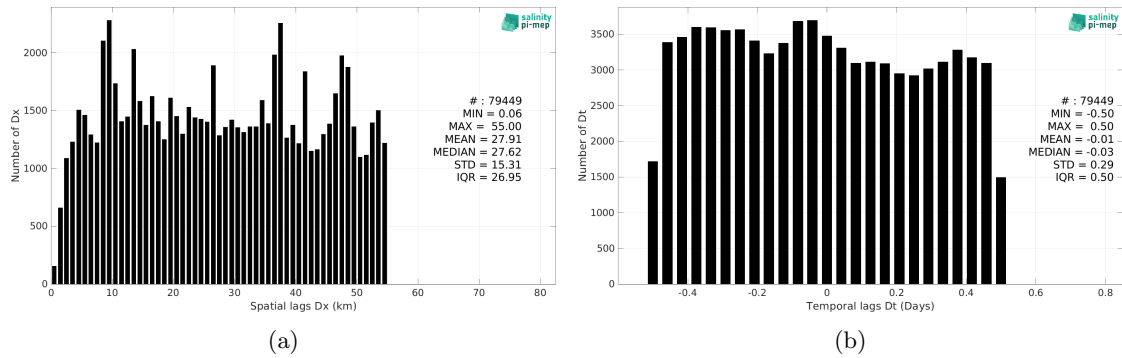 salinity
pi-mep
2000
1500
1000
500
0
Number of Dx
# : 79449
MIN = 0.06
MAX = 55.00
MEAN = 27.91
MEDIAN = 27.62
STD = 15.31
IQR = 26.95
0 10 20 30 40 50 60 70 80
Spatial lags Dx (km)
(a)
salinity
pi-mep
3500
3000
2500
2000
1500
1000
500
0
Number of Dt
# : 79449
MIN = -0.50
MAX = 0.50
MEAN = -0.01
MEDIAN = -0.03
STD = 0.29
IQR = 0.50
-0.4 -0.2 0 0.2 0.4 0.6 0.8
Temporal lags Dt (Days)
(b)